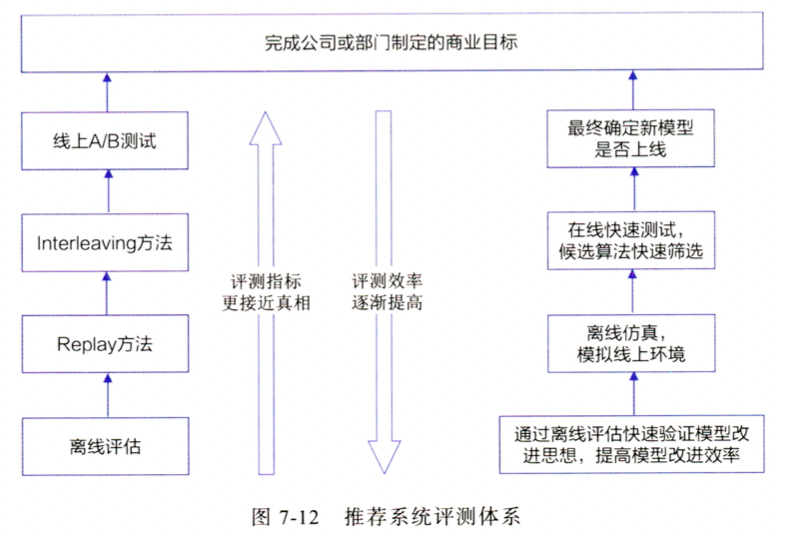 完成公司或部门制定的商业目标
线上A/B测试
最终确定新模型
是否上线
Interleaving方法
在线快速测试，
候选算法快速筛选
评测指标
更接近真相
评测效率
逐渐提高
Replay方法
离线仿真，
模拟线上环境
离线评估
通过离线评估快速验证模型改
进思想，提高模型改进效率
图 7-12 推荐系统评测体系